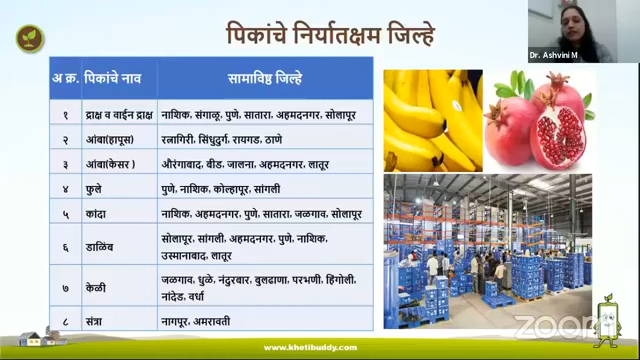 पिकांचे निर्यातक्षम जिल्हे
Dr. Ashvini M
अ क्र. पिकांचे नाव सामाविष्ठ जिल्हे
१ द्राक्ष व वाईन द्राक्ष नाशिक, संगाळू, पुणे, सातारा, अहमदनगर, सोलापूर
२ आंबा(हापूस) रत्नागिरी, सिंधुदुर्ग, रायगड, ठाणे
३ आंबा(केसर ) औरंगाबाद, बीड, जालना, अहमदनगर, लातूर
४ फुले पुणे, नाशिक, कोल्हापूर, सांगली
५ कांदा नाशिक, अहमदनगर, पुणे, सातारा, जळगाव, सोलापूर
६ डाळिंब सोलापूर, सांगली, अहमदनगर, पुणे, नाशिक,
उस्मानाबाद, लातूर
७ केळी जळगाव, धुळे, नंदुरबार, बुलढाणा, परभणी, हिंगोली,
नांदेड, वर्धा
८ संत्रा नागपूर, अमरावती
zoom
www.khetibuddy.com